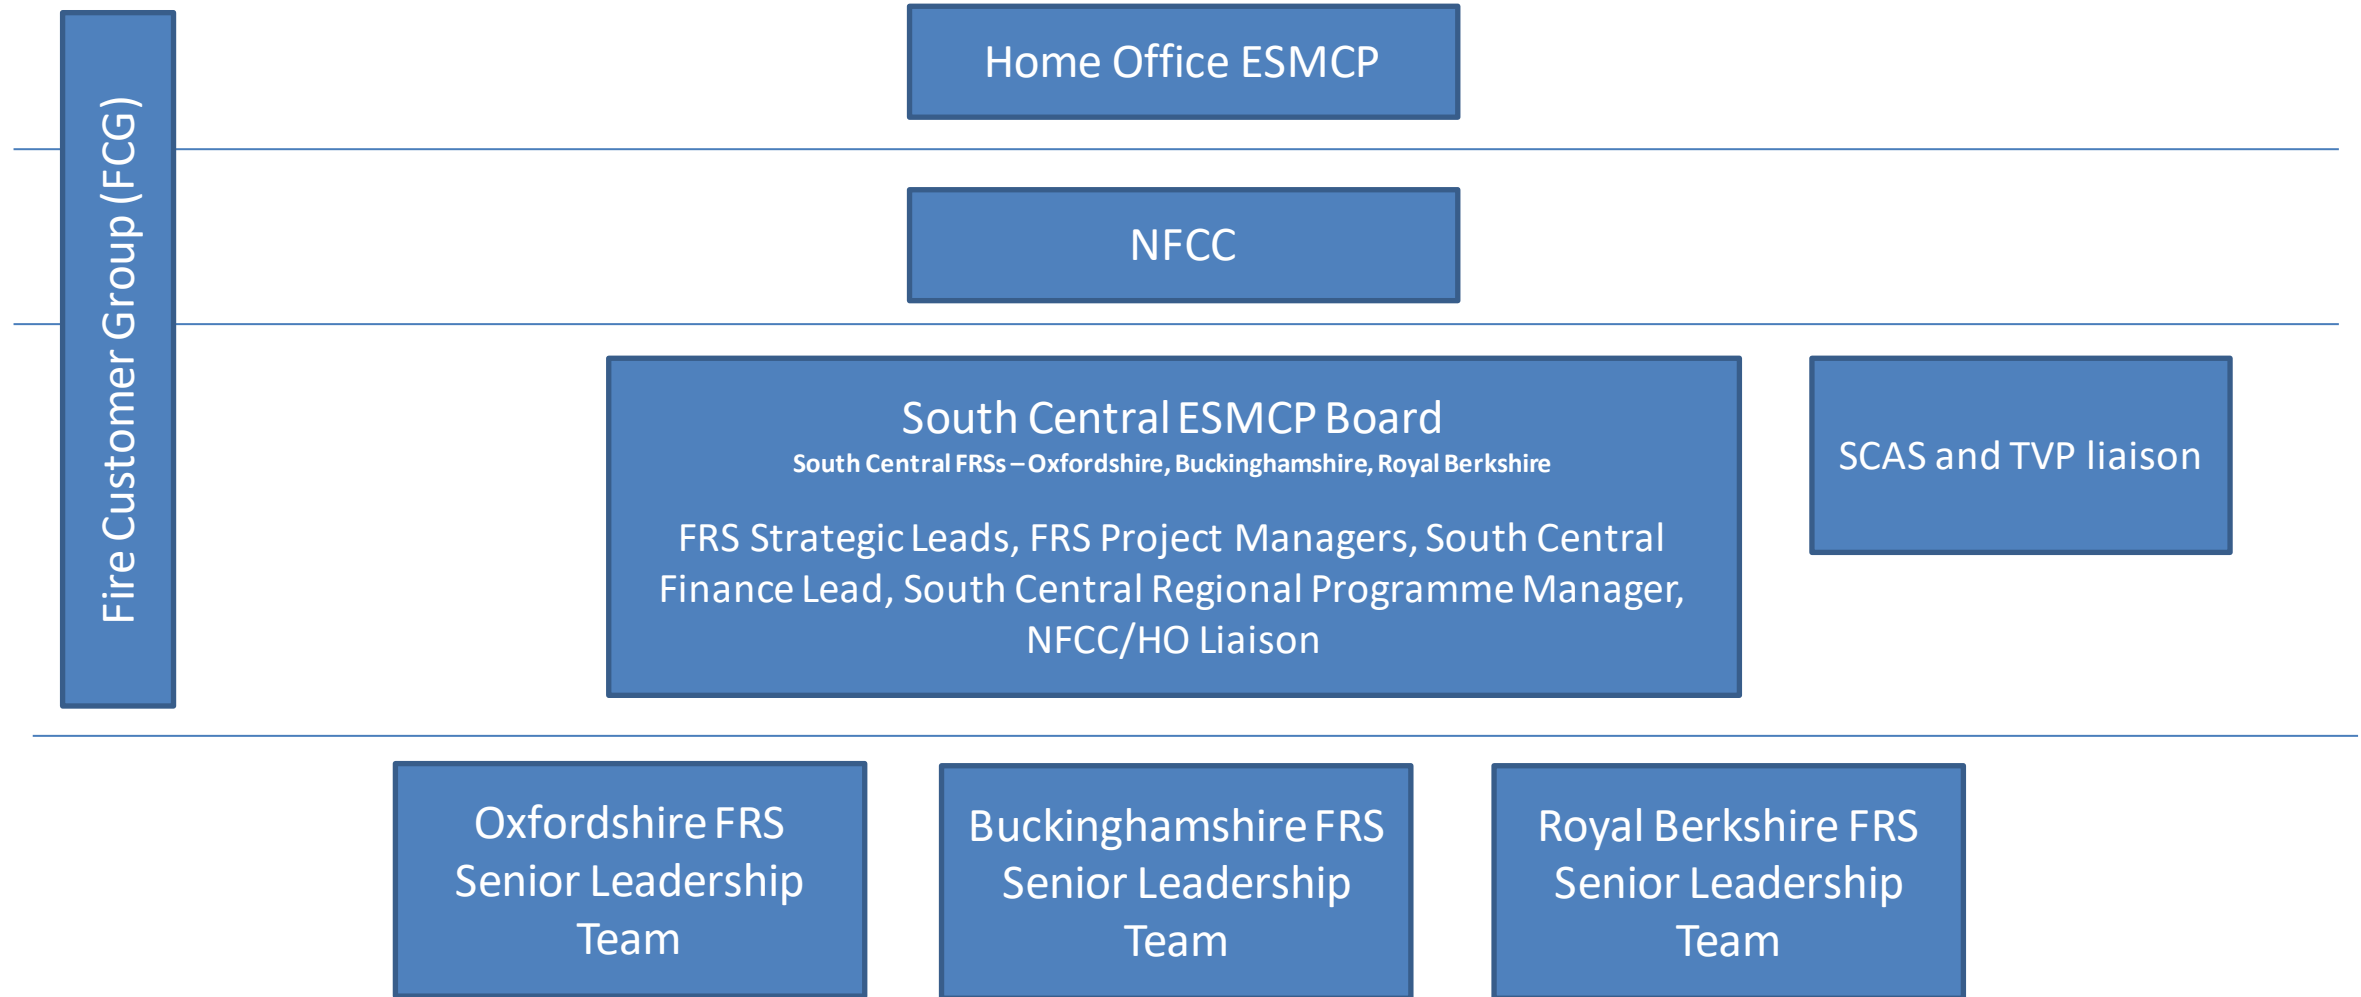 Fire Customer Group (FCG)
Home Office ESMCP
NFCC
South Central ESMCP Board
South Central FRSs – Oxfordshire, Buckinghamshire, Royal Berkshire
FRS Strategic Leads, FRS Project Managers, South Central
Finance Lead, South Central Regional Programme Manager,
NFCC/HO Liaison
SCAS and TVP liaison
Oxfordshire FRS
Senior Leadership
Team
Buckinghamshire FRS
Senior Leadership
Team
Royal Berkshire FRS
Senior Leadership
Team